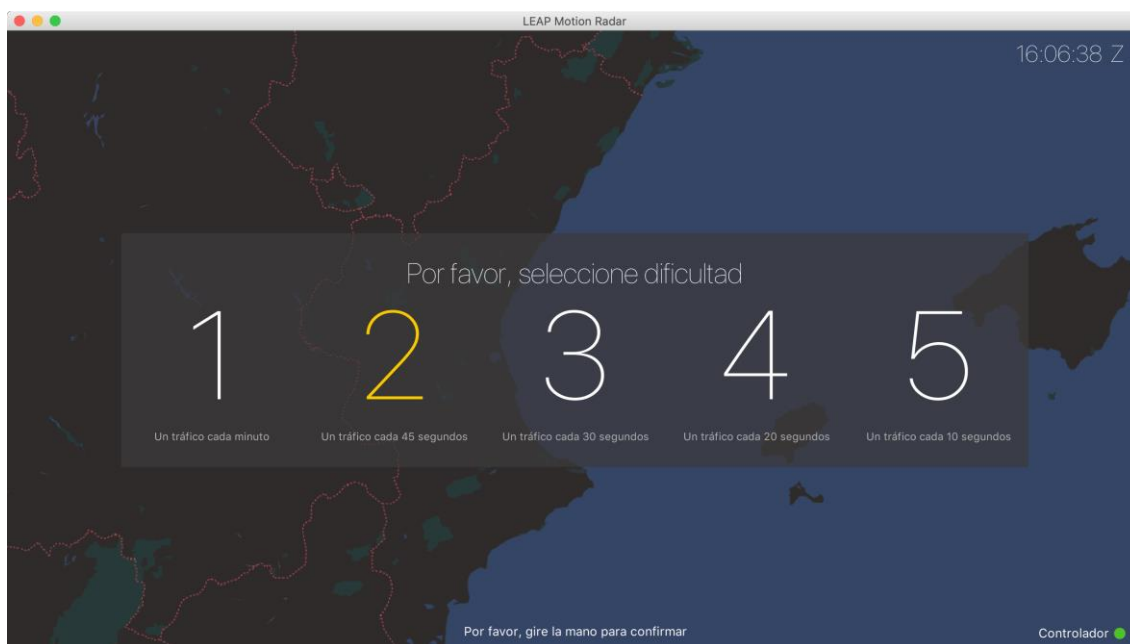 LEAP Motion Radar
16:06:38 Z
Por favor, seleccione dificultad
1 2 3 4 5
Un tráfico cada minuto Un tráfico cada 45 segundos Un tráfico cada 30 segundos Un tráfico cada 20 segundos Un tráfico cada 10 segundos
Por favor, gire la mano para confirmar
Controlador